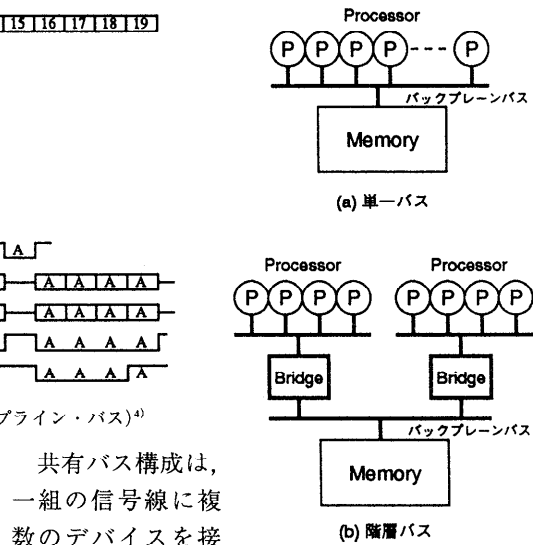 15 16 17 18 19
A
A A A A
A A A A
A A A A
A A A A
プライン・バス)4)
共有バス構成は,
一組の信号線に複
数のデバイスを接
Processor
P P P P --- P
バックプレーンバス
Memory
(a) 単一バス
Processor Processor
P P P P P P P P
Bridge Bridge
バックプレーンバス
Memory
(b) 階層バス